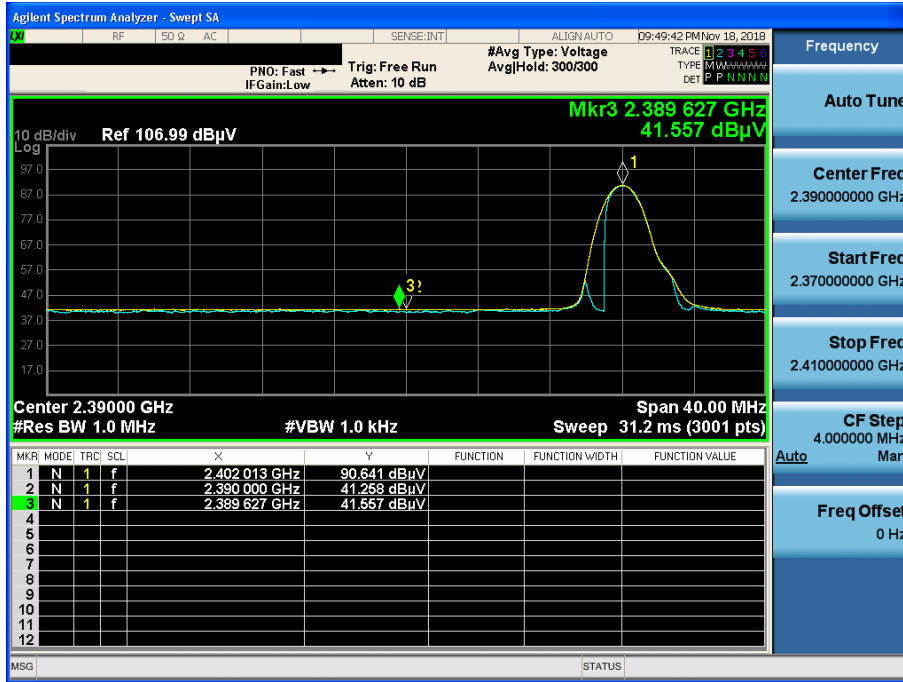 Agilent Spectrum Analyzer - Swept SA
LXI RF 50 Ω AC SENSE:INT ALIGN AUTO 09:49:42 PM Nov 18, 2018
PNO: Fast Trig: Free Run #Avg Type: Voltage TRACE 1 2 3 4 5 6
IFGain:Low Atten: 10 dB Avg|Hold: 300/300 TYPE M W W W W W
DET P P N N N N
Mkr3 2.389 627 GHz
41.557 dBµV
10 dB/div Ref 106.99 dBµV
Log
97.0
87.0
77.0
67.0
57.0
47.0
37.0
27.0
17.0
1
3
Center 2.39000 GHz Span 40.00 MHz
#Res BW 1.0 MHz #VBW 1.0 kHz Sweep 31.2 ms (3001 pts)
MKR MODE TRC SCL X Y FUNCTION FUNCTION WIDTH FUNCTION VALUE
1 N 1 f 2.402 013 GHz 90.641 dBµV
2 N 1 f 2.390 000 GHz 41.258 dBµV
3 N 1 f 2.389 627 GHz 41.557 dBµV
4
5
6
7
8
9
10
11
12
MSG STATUS
Frequency
Auto Tune
Center Freq
2.390000000 GHz
Start Freq
2.370000000 GHz
Stop Freq
2.410000000 GHz
CF Step
4.000000 MHz
Auto Man
Freq Offset
0 Hz